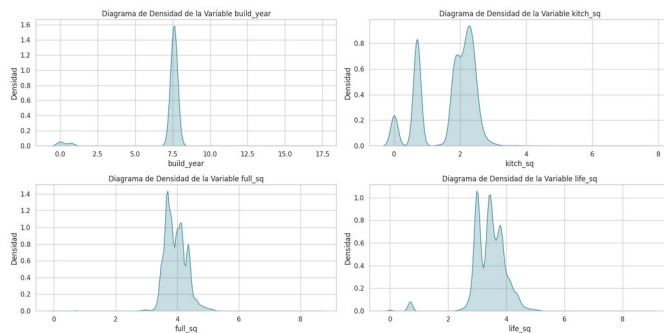 Diagrama de Densidad de la Variable build_year
Densidad
1.6
1.4
1.2
1.0
0.8
0.6
0.4
0.2
0.0
0.0 2.5 5.0 7.5 10.0 12.5 15.0 17.5
build_year
Diagrama de Densidad de la Variable kitch_sq
Densidad
0.8
0.6
0.4
0.2
0.0
0 2 4 6 8
kitch_sq
Diagrama de Densidad de la Variable full_sq
Densidad
1.4
1.2
1.0
0.8
0.6
0.4
0.2
0.0
0 2 4 6 8
full_sq
Diagrama de Densidad de la Variable life_sq
Densidad
1.0
0.8
0.6
0.4
0.2
0.0
0 2 4 6 8
life_sq